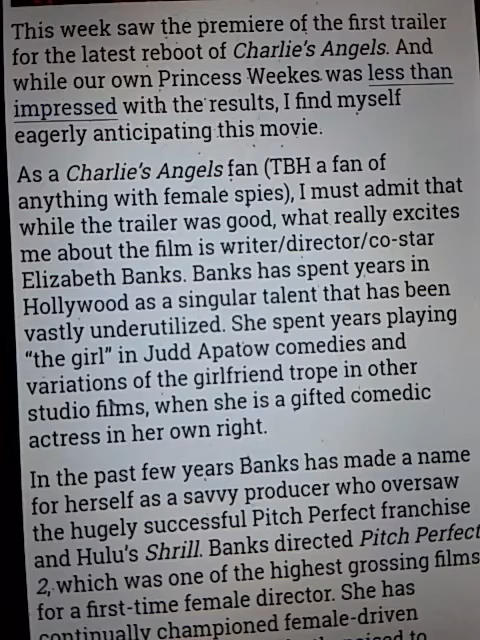 This week saw the premiere of the first trailer
for the latest reboot of Charlie's Angels. And
while our own Princess Weekes was less than
impressed with the results, I find myself
eagerly anticipating this movie.
As a Charlie's Angels fan (TBH a fan of
anything with female spies), I must admit that
while the trailer was good, what really excites
me about the film is writer/director/co-star
Elizabeth Banks. Banks has spent years in
Hollywood as a singular talent that has been
vastly underutilized. She spent years playing
“the girl” in Judd Apatow comedies and
variations of the girlfriend trope in other
studio films, when she is a gifted comedic
actress in her own right.
In the past few years Banks has made a name
for herself as a savvy producer who oversaw
the hugely successful Pitch Perfect franchise
and Hulu's Shrill. Banks directed Pitch Perfect
2, which was one of the highest grossing films
for a first-time female director. She has
continually championed female-driven
to